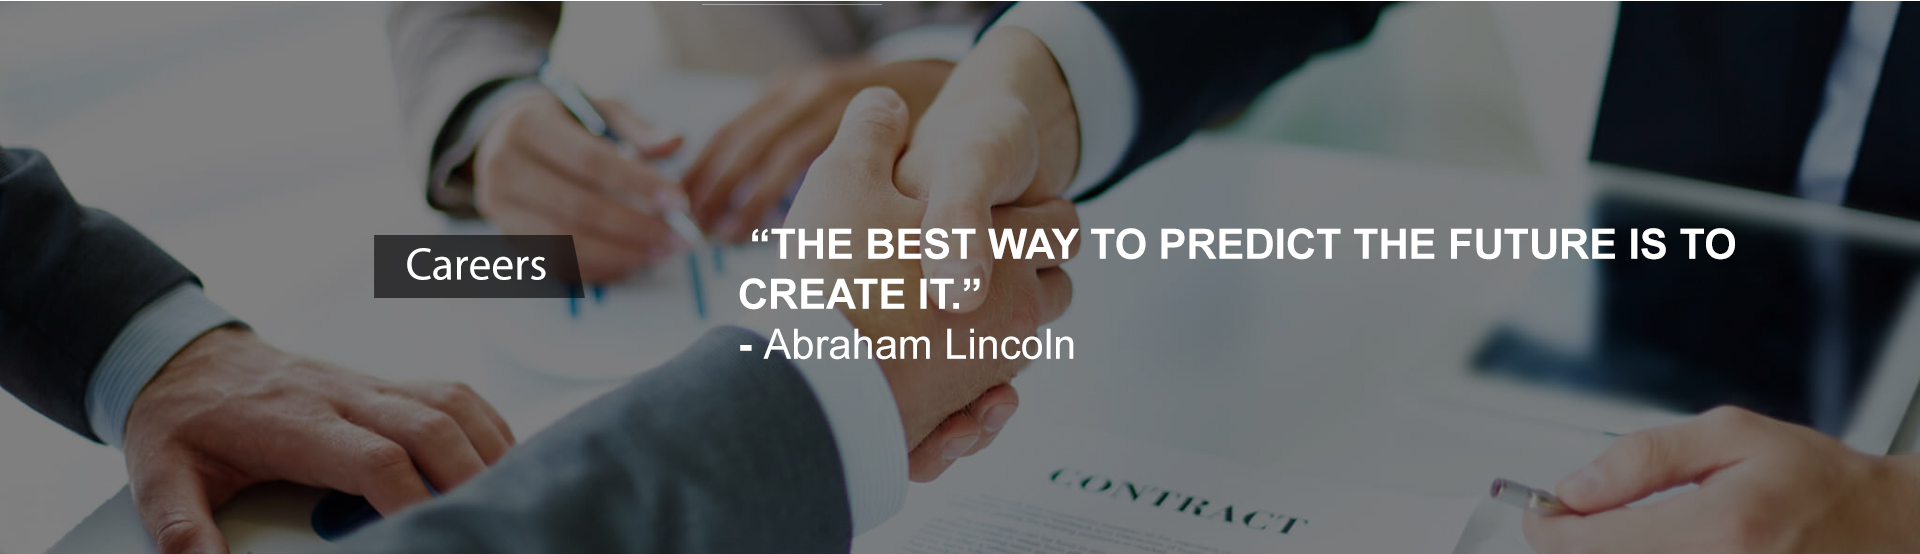 Careers
“THE BEST WAY TO PREDICT THE FUTURE IS TO
CREATE IT.”
- Abraham Lincoln
CONTRACT